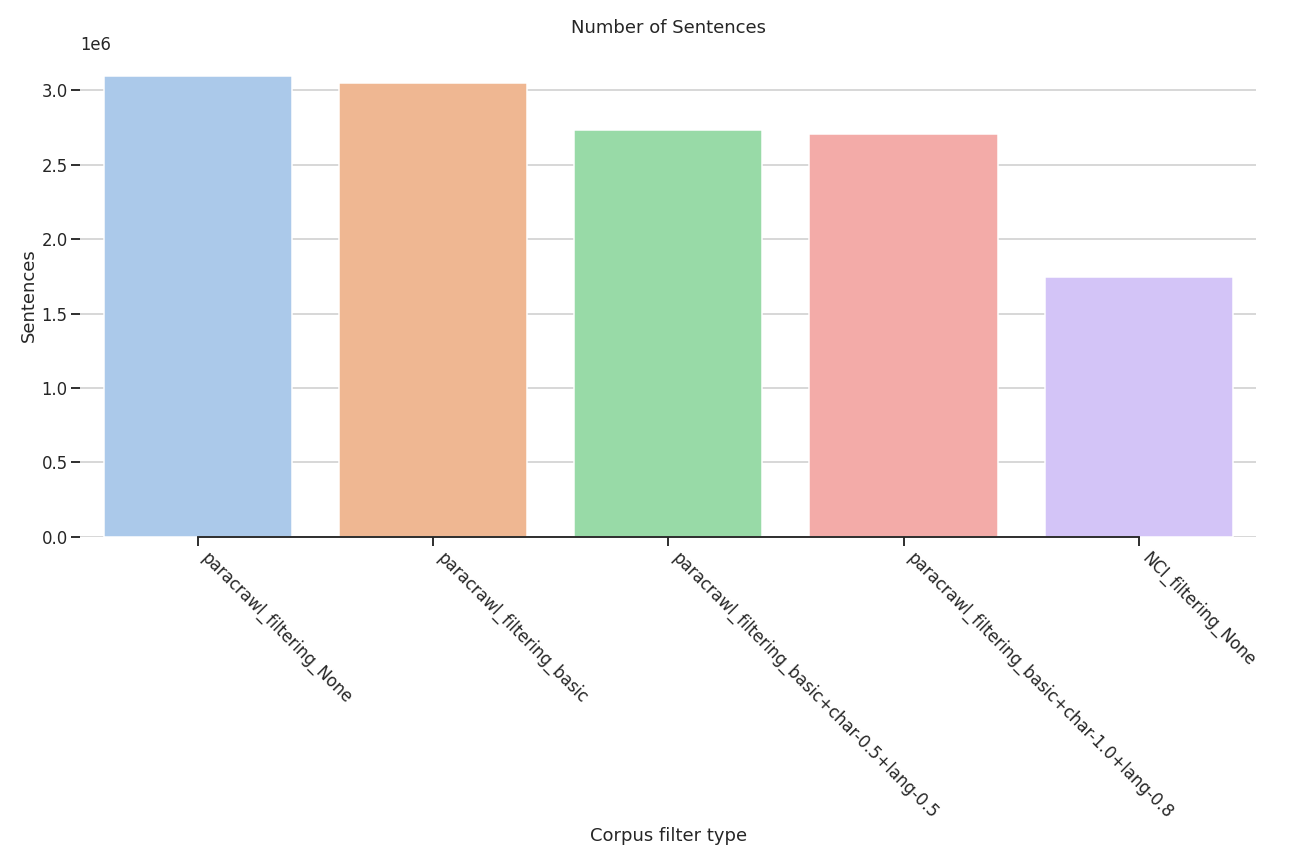 Number of Sentences
1e6
3.0
2.5
2.0
1.5
1.0
0.5
0.0
Sentences
paracrawl_filtering_None
paracrawl_filtering_basic
paracrawl_filtering_basic+char-0.5+lang-0.5
paracrawl_filtering_basic+char-1.0+lang-0.8
NCI_filtering_None
Corpus filter type